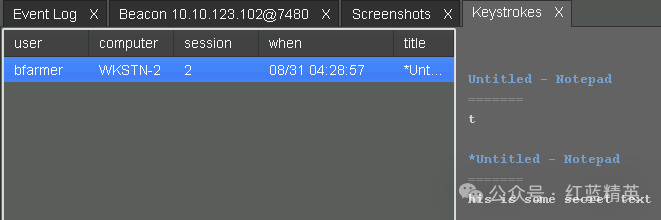 Event Log X Beacon 10.10.123.102@7480 X Screenshots X Keystrokes X
user computer session when title
bfarmer WKSTN-2 2 08/31 04:28:57 *Unt...
Untitled - Notepad
=======
t
*Untitled - Notepad
=======
公众号 · 红蓝精英
his is some secret text